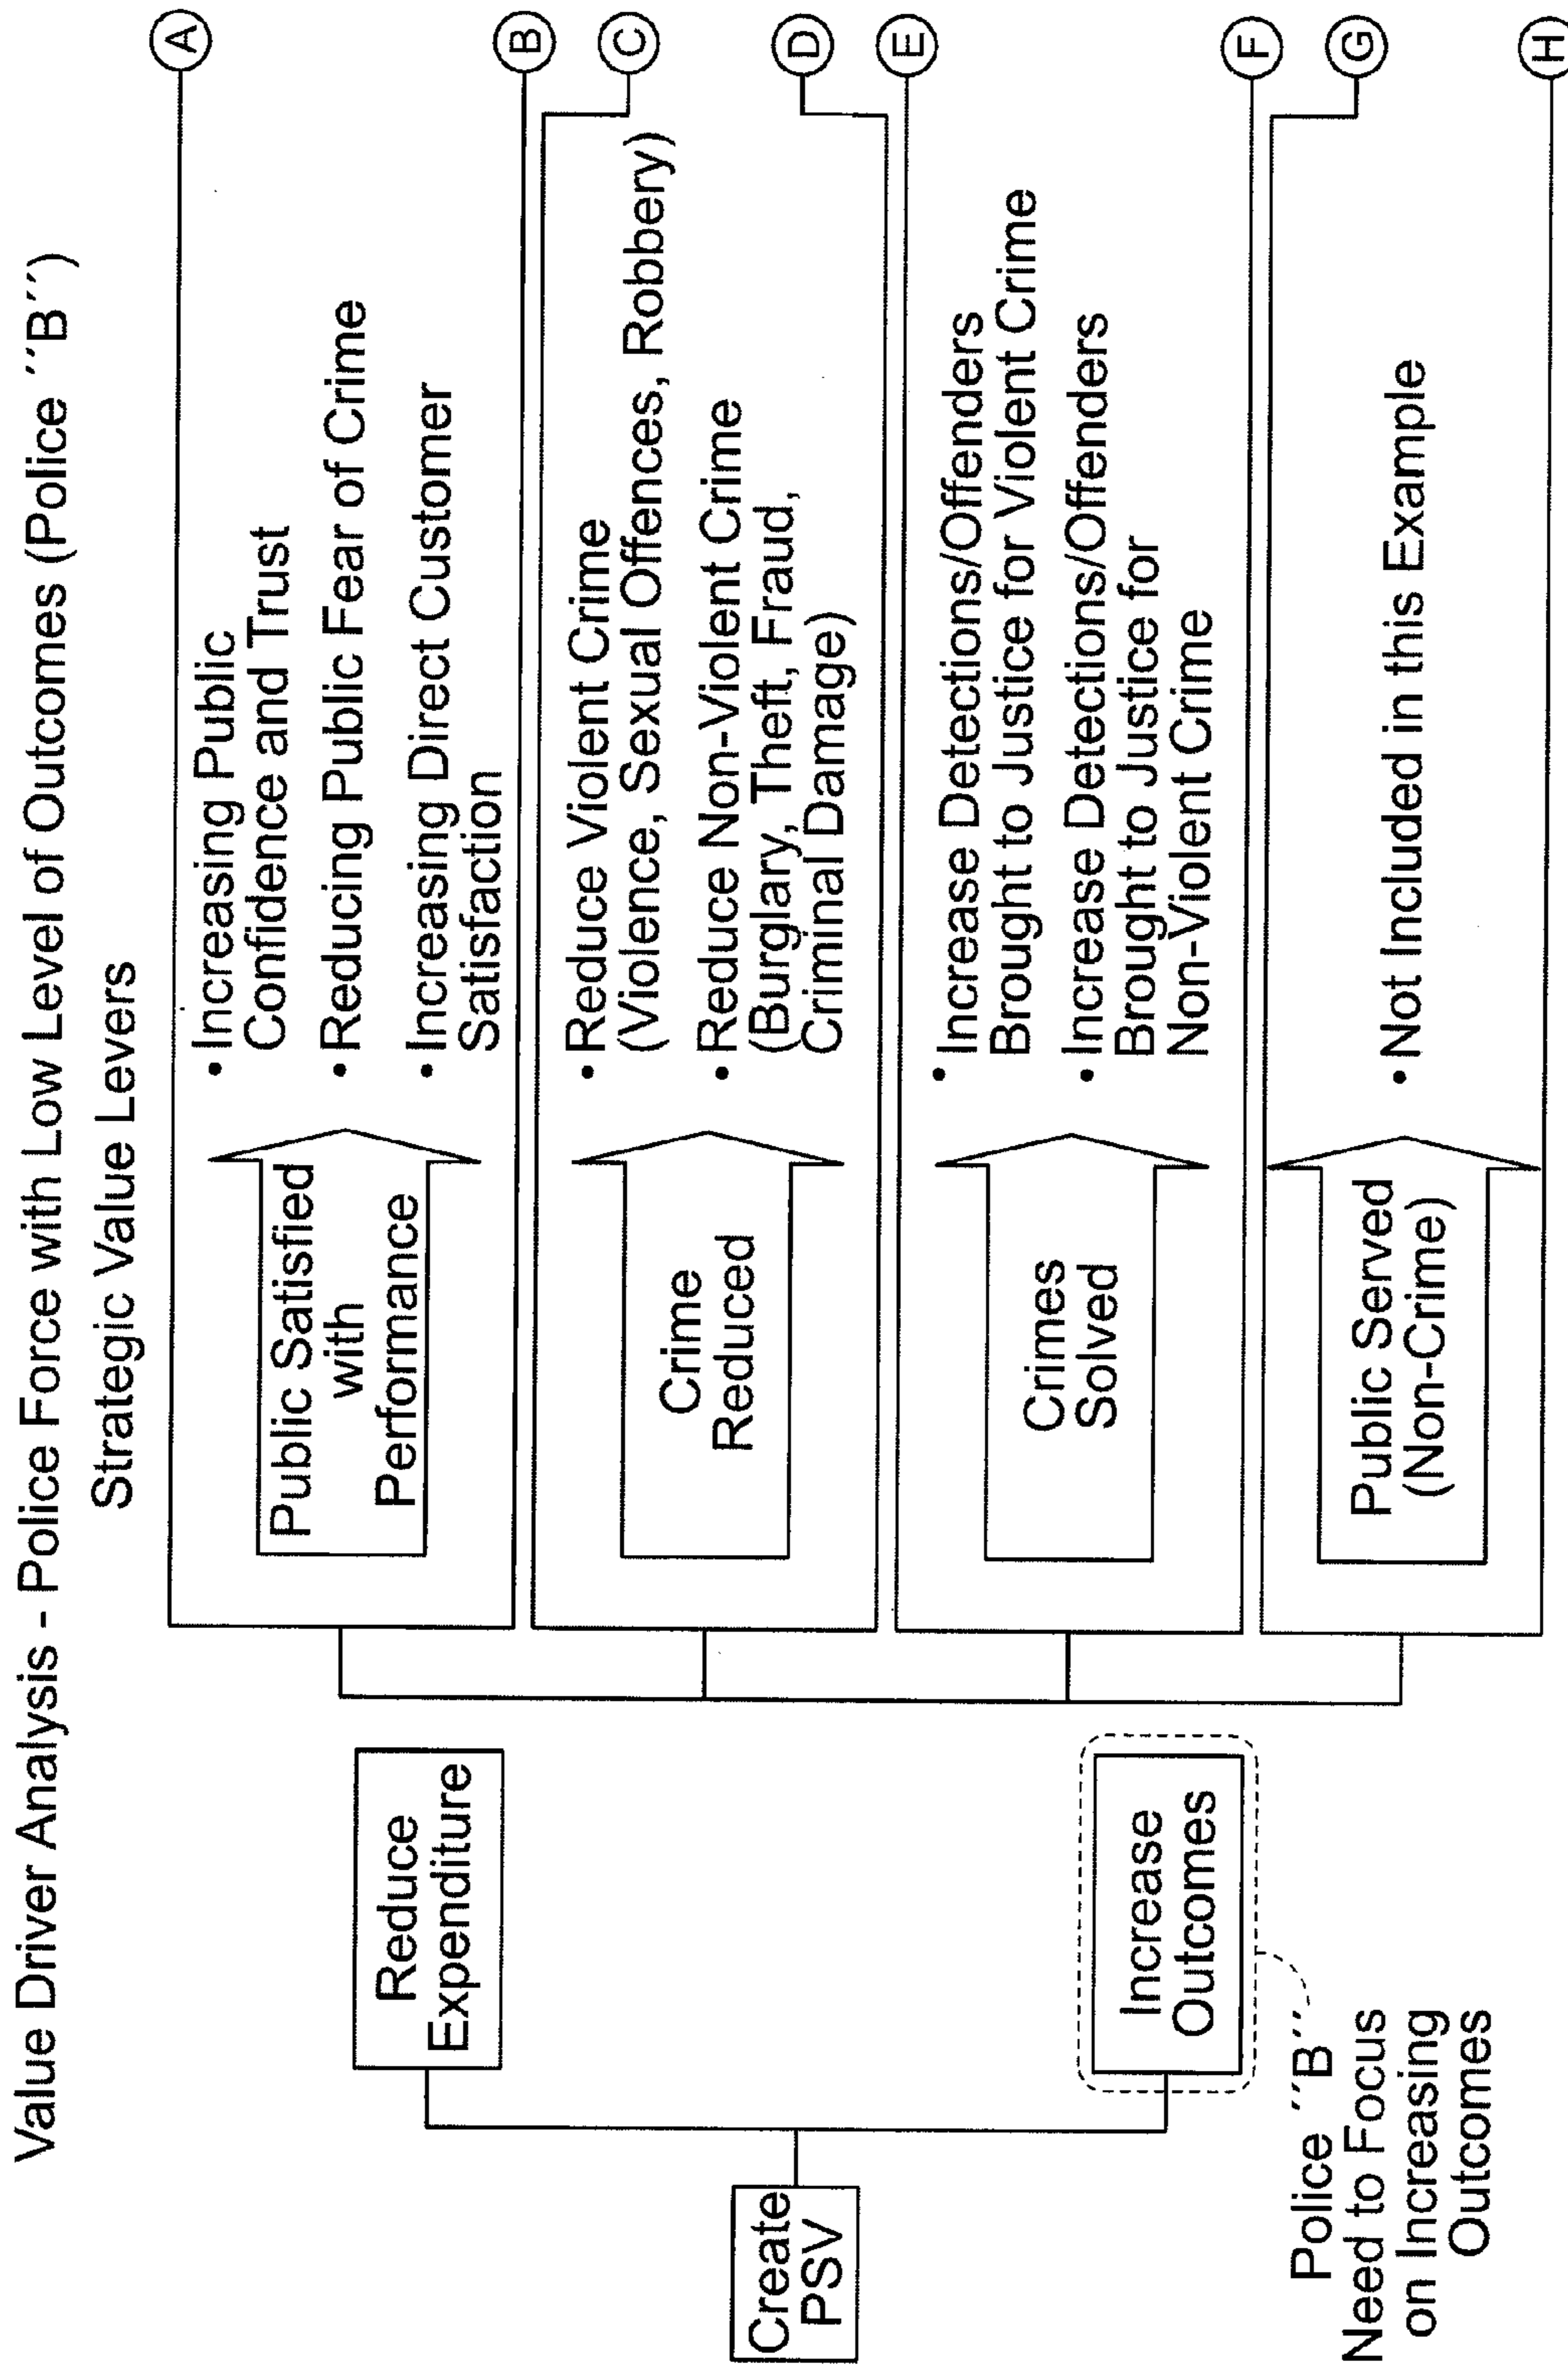 Value Driver Analysis - Police Force with Low Level of Outcomes (Police ´´B´´)
Strategic Value Levers
Create
PSV
Reduce
Expenditure
Increase
Outcomes
Police ´´B´´
Need to Focus
on Increasing
Outcomes
Public Satisfied
with
Performance
• Increasing Public
Confidence and Trust
• Reducing Public Fear of Crime
• Increasing Direct Customer
Satisfaction
A
B
Crime
Reduced
• Reduce Violent Crime
(Violence, Sexual Offences, Robbery)
• Reduce Non-Violent Crime
(Burglary, Theft, Fraud,
Criminal Damage)
C
D
Crimes
Solved
• Increase Detections/Offenders
Brought to Justice for Violent Crime
• Increase Detections/Offenders
Brought to Justice for
Non-Violent Crime
E
F
Public Served
(Non-Crime)
• Not Included in this Example
G
H